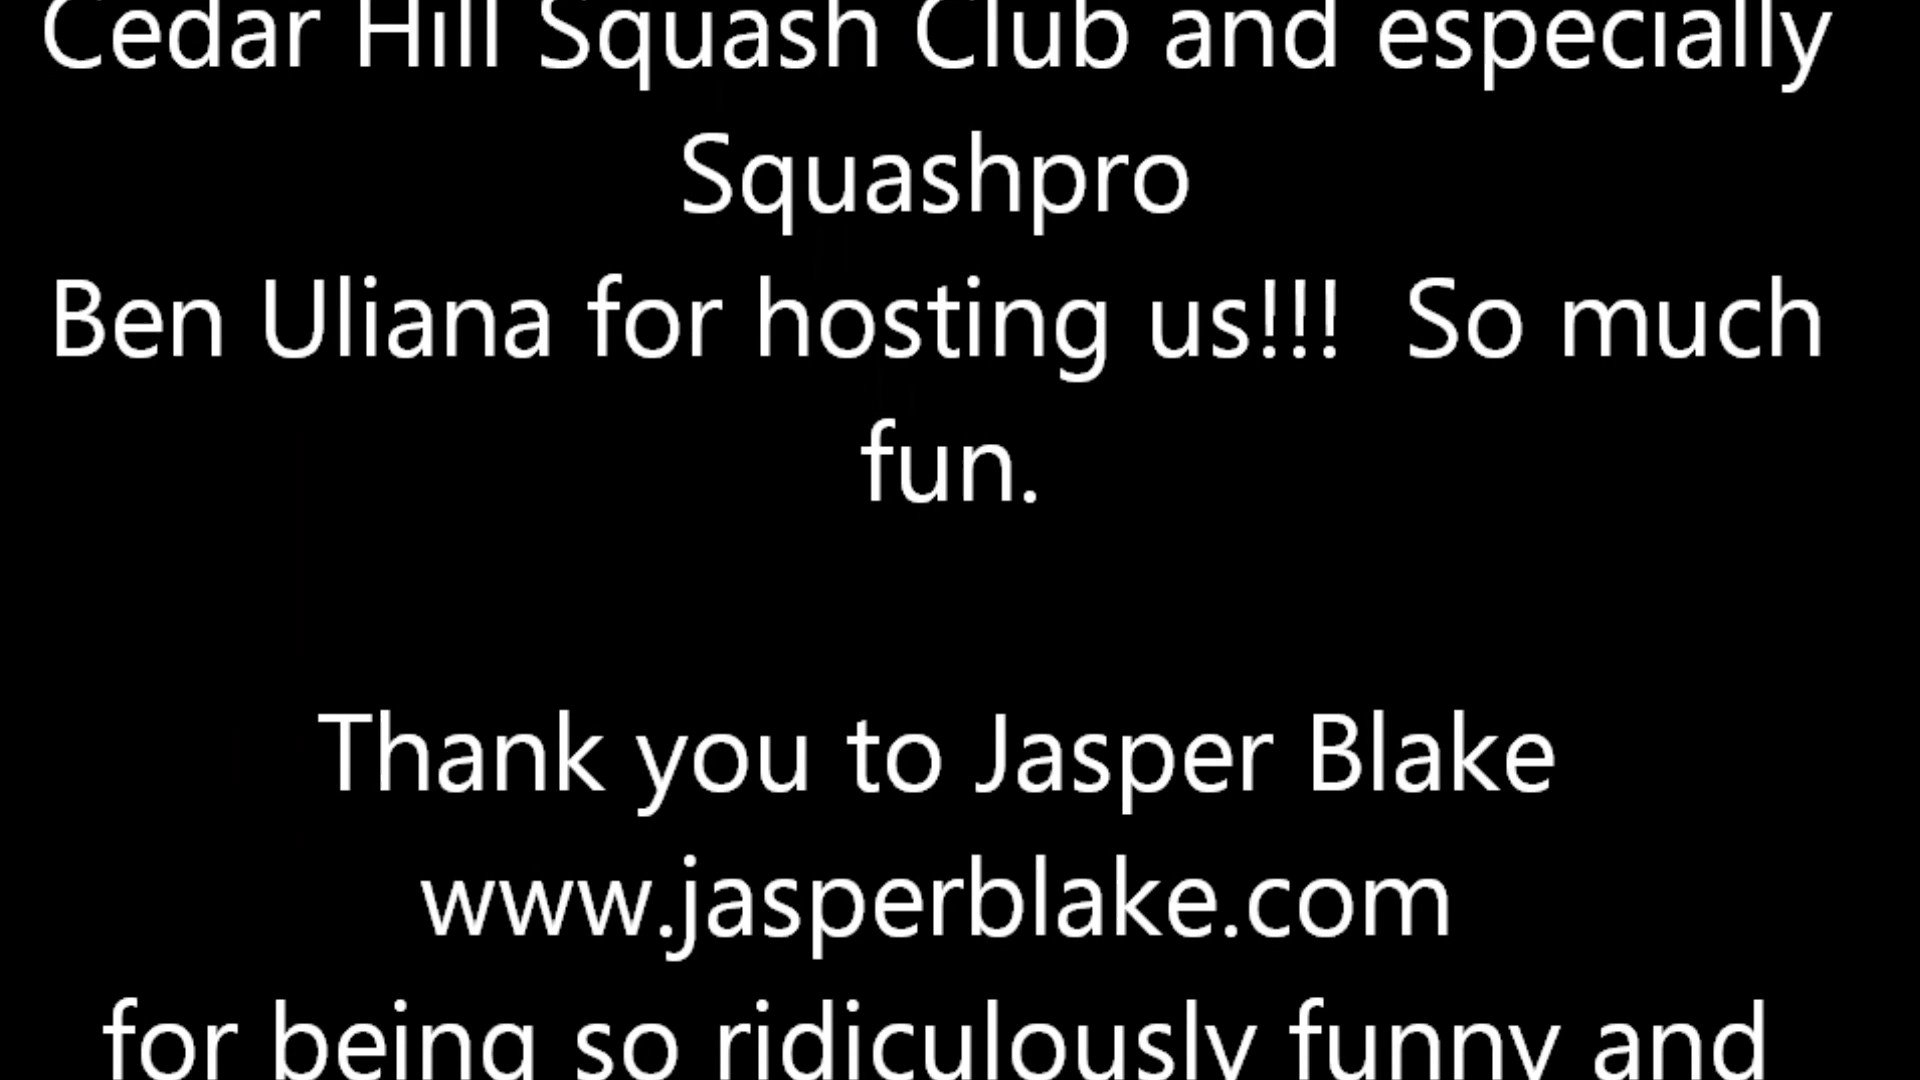 Cedar Hill Squash Club and especially
Squashpro
Ben Uliana for hosting us!!!  So much
fun.
Thank you to Jasper Blake
www.jasperblake.com
for being so ridiculously funny and